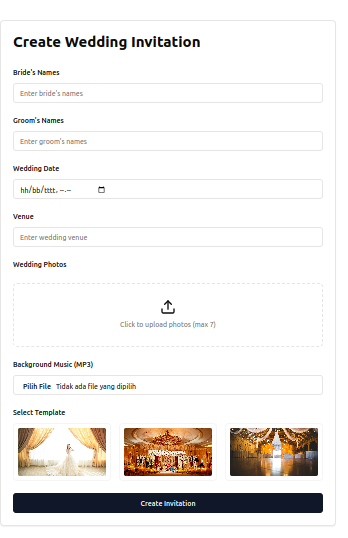 Create Wedding Invitation
Bride's Names
Enter bride's names
Groom's Names
Enter groom's names
Wedding Date
hh/bb/tttt, --.--
Venue
Enter wedding venue
Wedding Photos
Click to upload photos (max 7)
Background Music (MP3)
Pilih File Tidak ada file yang dipilih
Select Template
Create Invitation